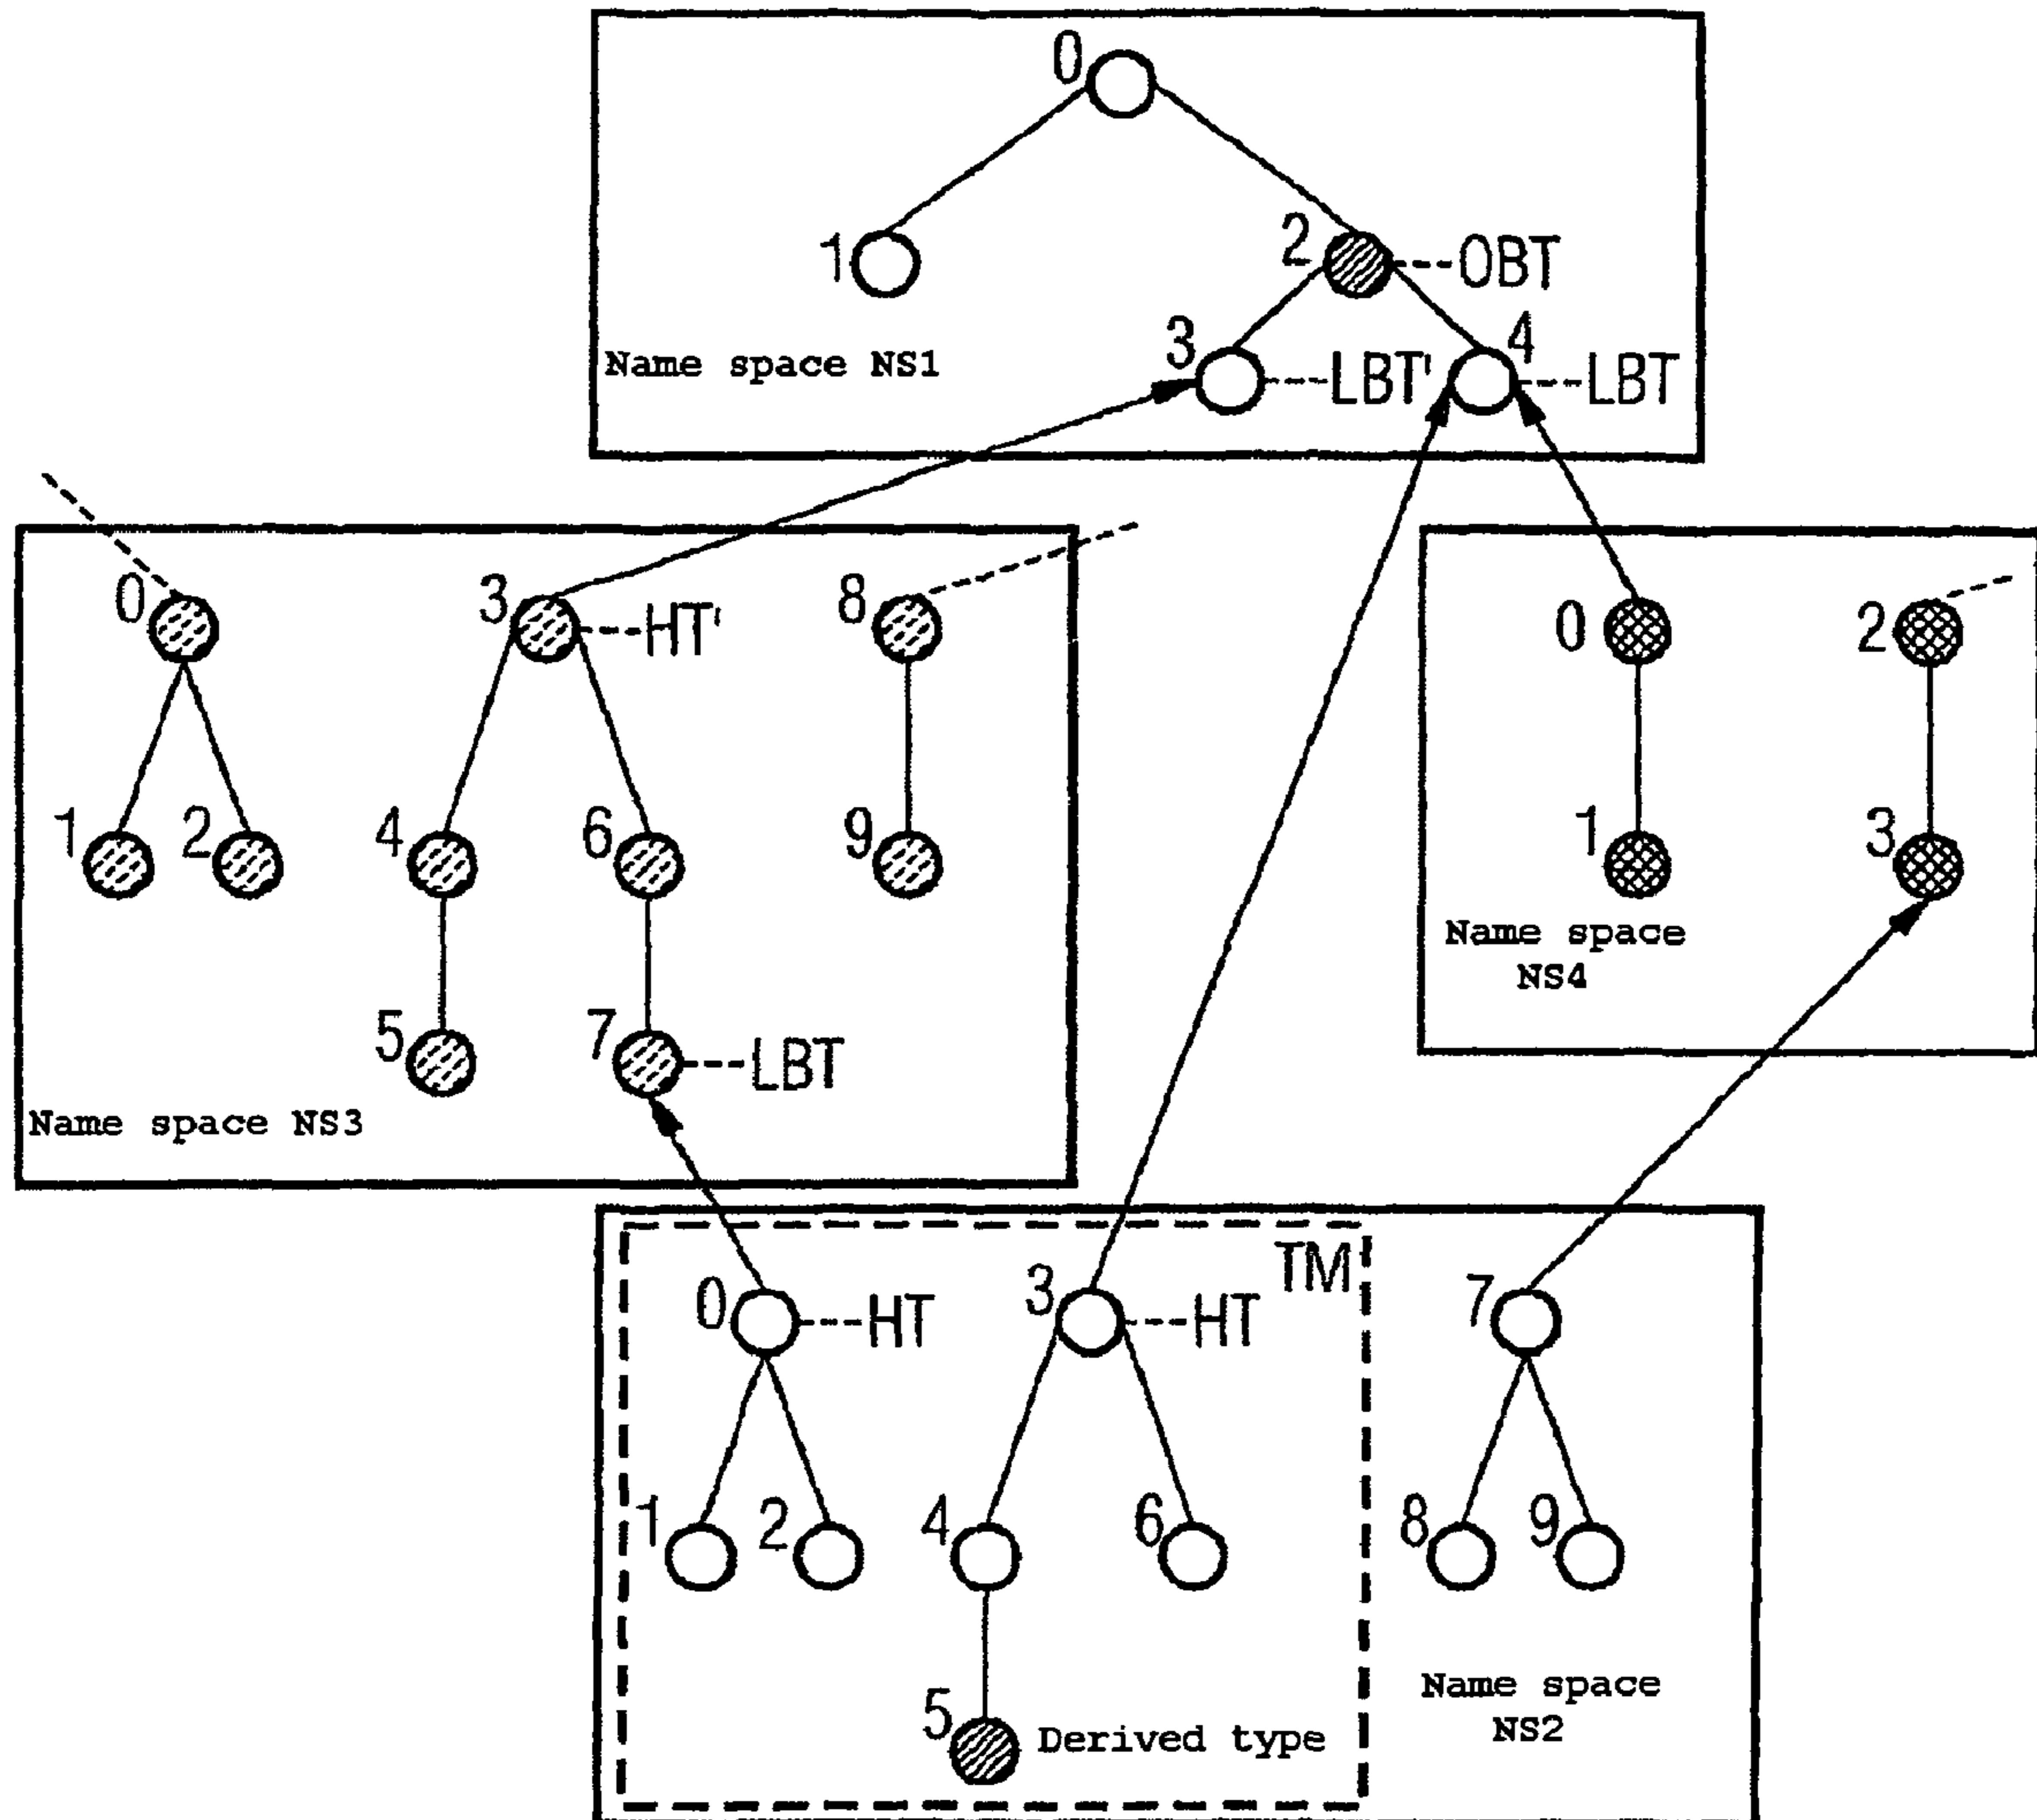 0
1
2
OBT
3
LBT'
4
LBT
Name space NS1
0
3
HT'
8
1
2
4
6
9
5
7
LBT
Name space NS3
0
2
1
3
Name space
NS4
TM
0
HT
3
HT
7
1
2
4
6
8
9
5
Derived type
Name space
NS2